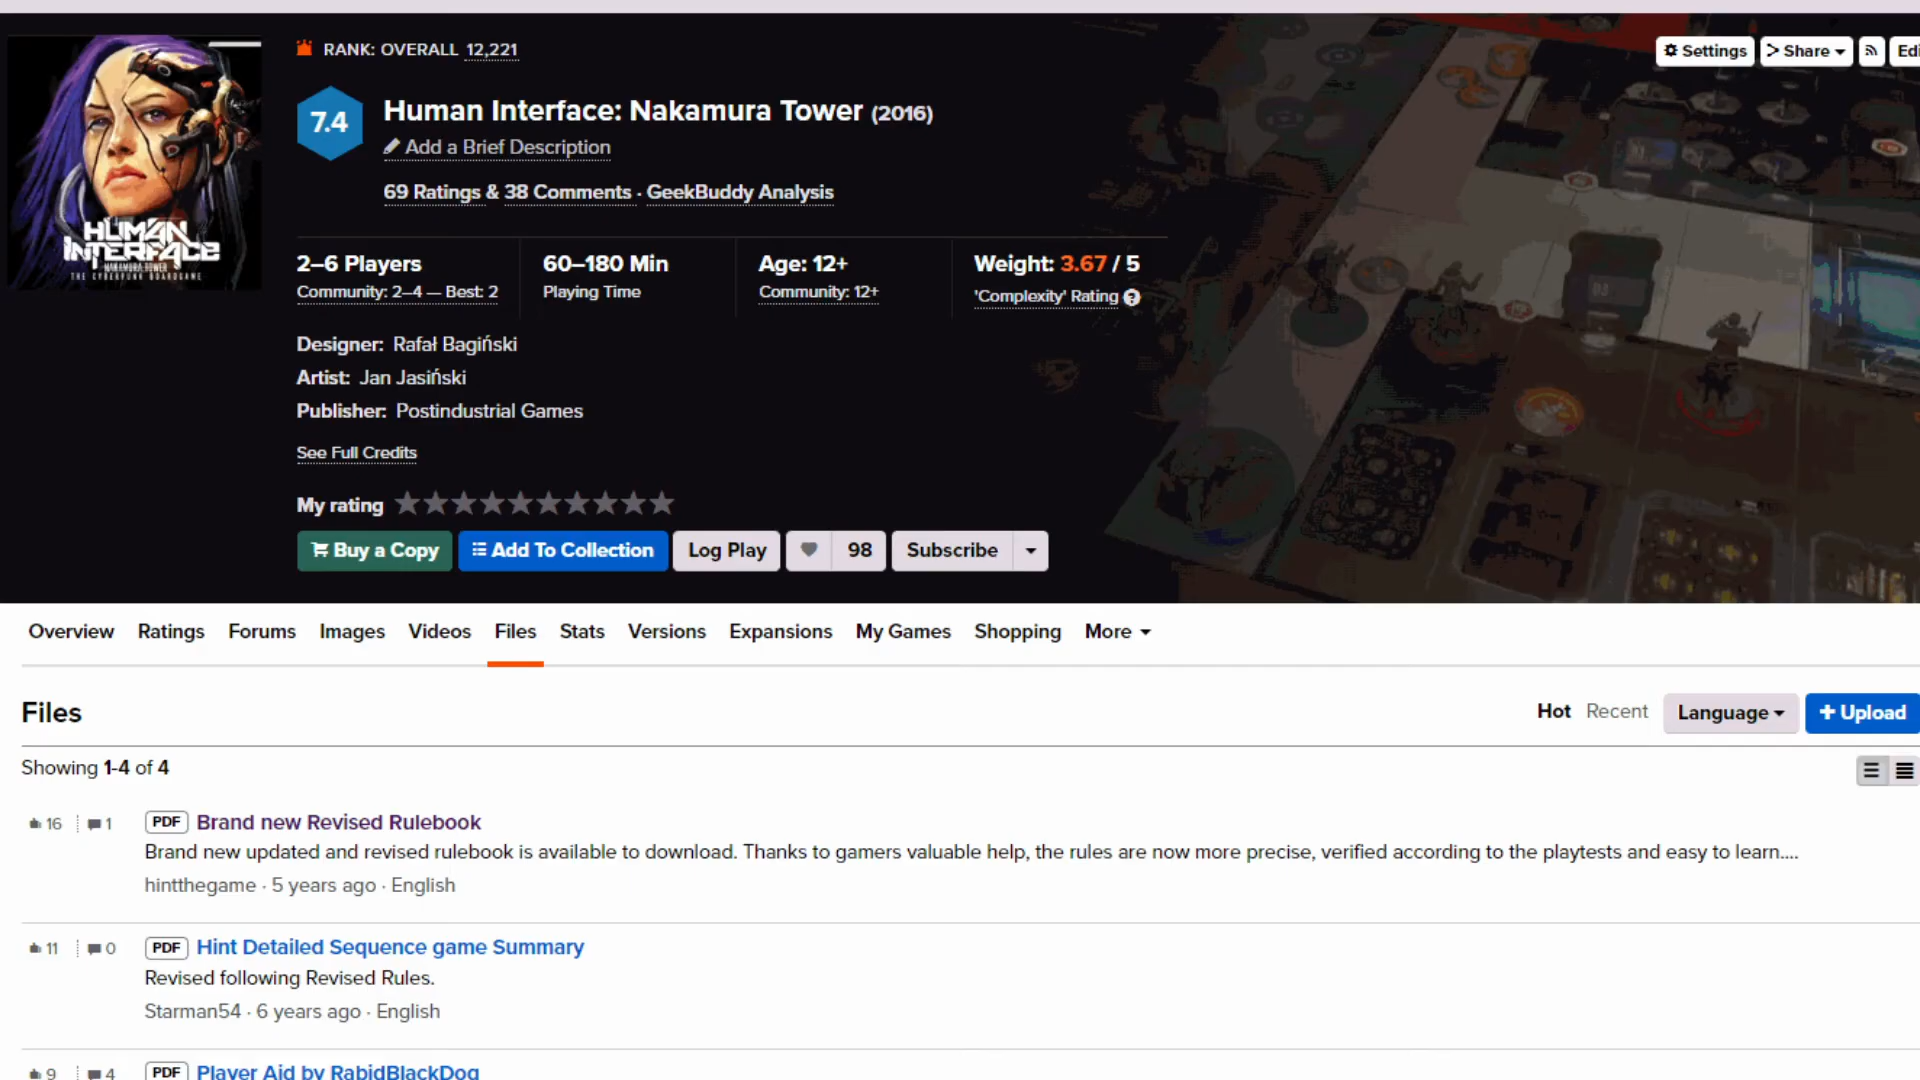 RANK: OVERALL 12,221
Settings
Share
Edi
7.4
Human Interface: Nakamura Tower (2016)
Add a Brief Description
69 Ratings & 38 Comments · GeekBuddy Analysis
HUMAN
INTERFACE
NAKAMURA TOWER
THE CYBERPUNK BOARDGAME
2–6 Players
Community: 2–4 — Best: 2
60–180 Min
Playing Time
Age: 12+
Community: 12+
Weight: 3.67 / 5
'Complexity' Rating ?
Designer: Rafał Bagiński
Artist: Jan Jasiński
Publisher: Postindustrial Games
See Full Credits
My rating
Buy a Copy
Add To Collection
Log Play
98
Subscribe
Overview Ratings Forums Images Videos Files Stats Versions Expansions My Games Shopping More
Files
Hot Recent Language + Upload
Showing 1-4 of 4
16 1 PDF Brand new Revised Rulebook
Brand new updated and revised rulebook is available to download. Thanks to gamers valuable help, the rules are now more precise, verified according to the playtests and easy to learn....
hintthegame · 5 years ago · English
11 0 PDF Hint Detailed Sequence game Summary
Revised following Revised Rules.
Starman54 · 6 years ago · English
9 4 PDF Player Aid by RabidBlackDog